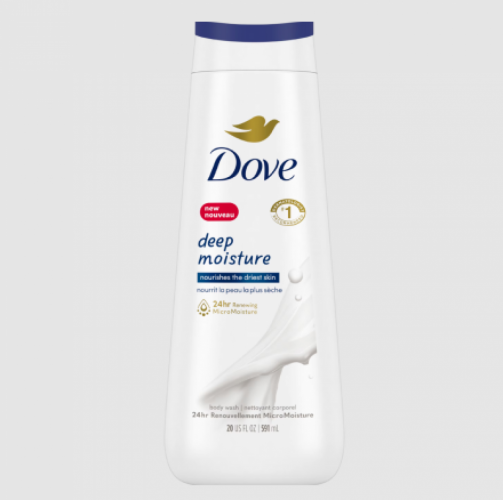 Dove
new
nouveau
#1
deep
moisture
nourishes the driest skin
nourrit la peau la plus sèche
24hr Renewing
MicroMoisture
body wash | nettoyant corporel
24hr Renouvellement MicroMoisture
20 US FL OZ | 591 mL